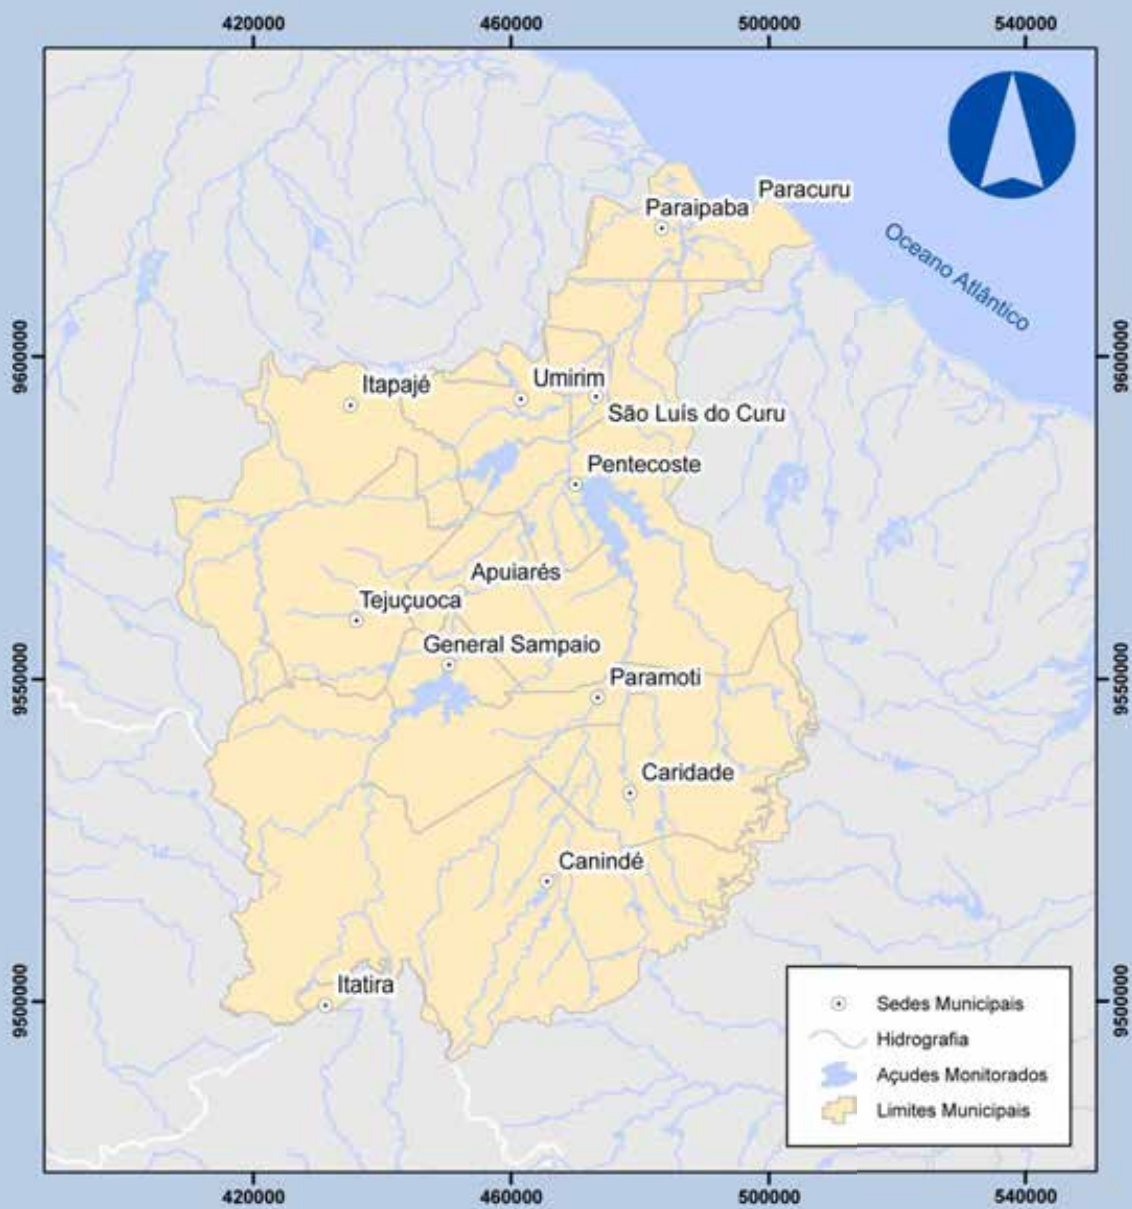 420000
460000
500000
540000
Paracuru
Paraipaba
Oceano Atlântico
9600000
9600000
Itapajé
Umirim
São Luis do Curu
Pentecoste
Apuiarés
Tejuçuoca
General Sampaio
9550000
9550000
Paramoti
Caridade
Canindé
Itatira
9500000
9500000
Sedes Municipais
Hidrografia
Açudes Monitorados
Limites Municipais
420000
460000
500000
540000